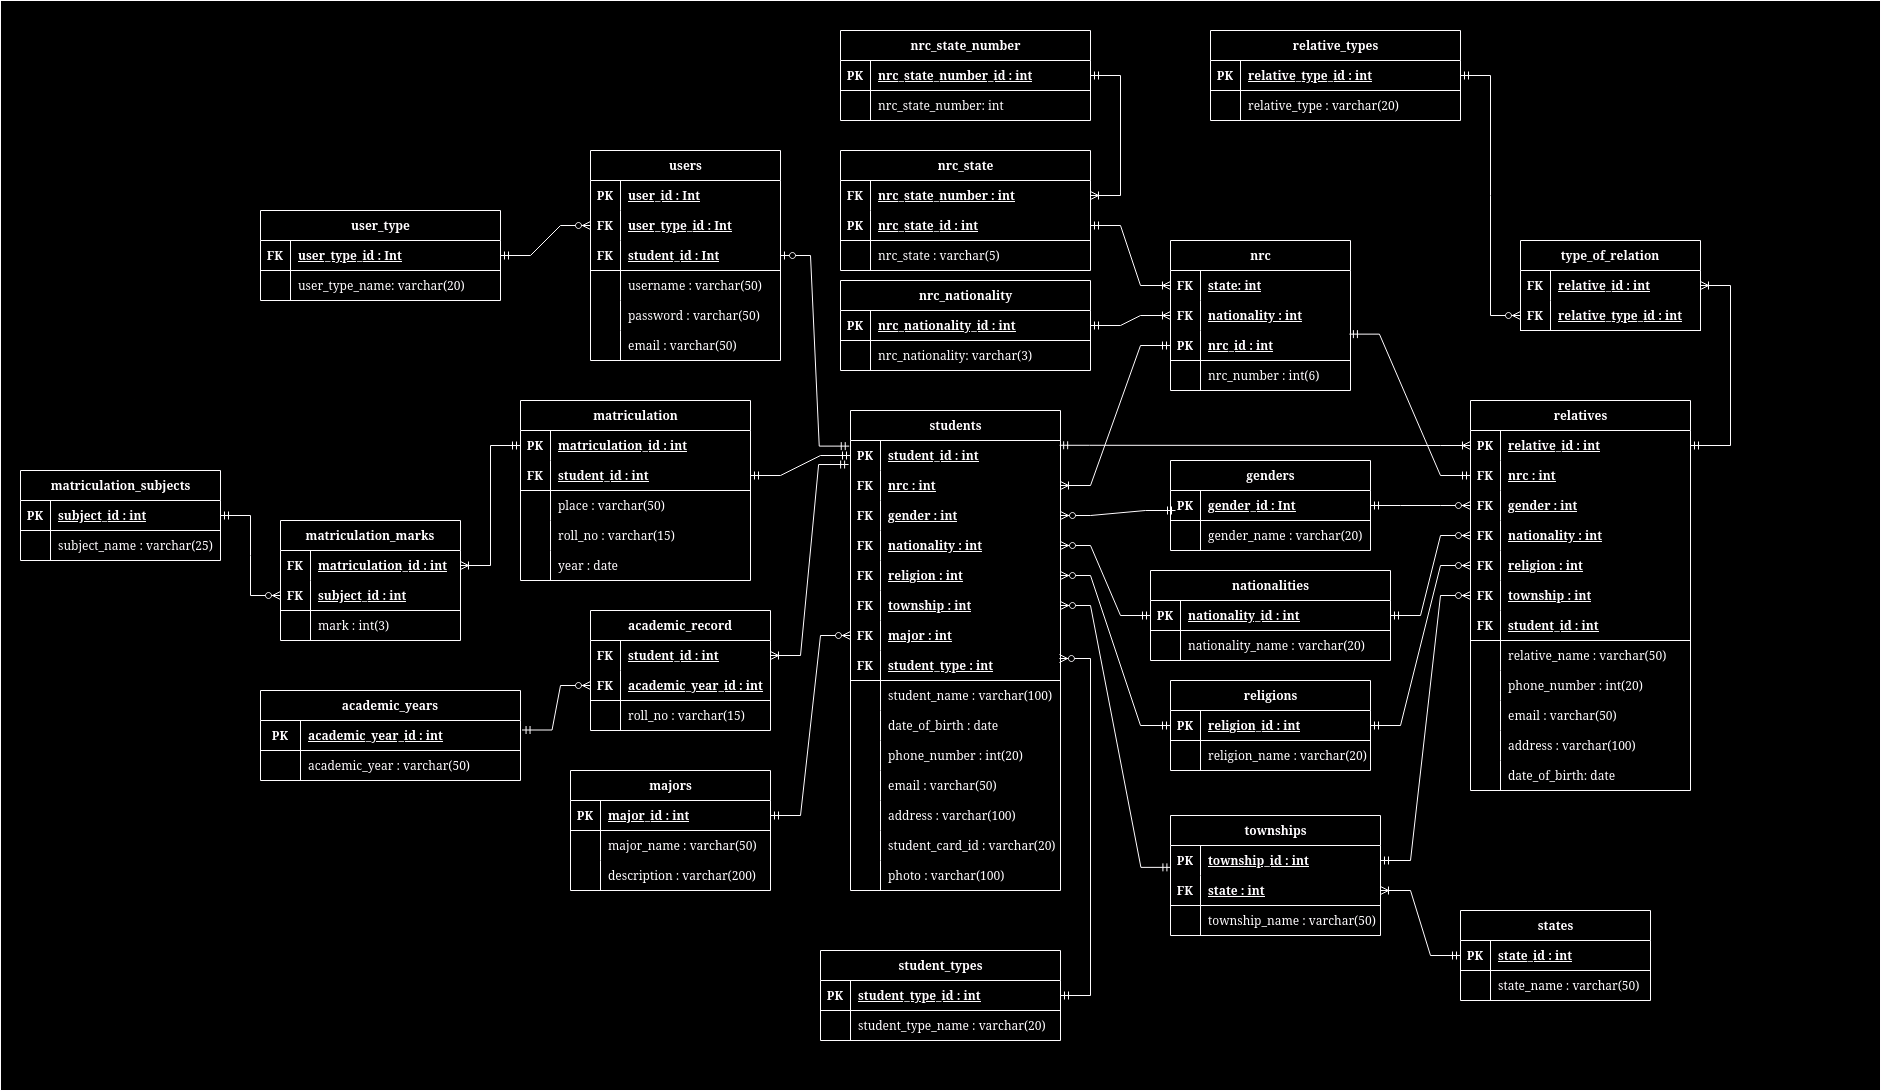 nrc_state_number
PK nrc_state_number_id : int
nrc_state_number: int
relative_types
PK relative_type_id : int
relative_type : varchar(20)
users
PK user_id : Int
FK user_type_id : Int
FK student_id : Int
username : varchar(50)
password : varchar(50)
email : varchar(50)
nrc_state
FK nrc_state_number : int
PK nrc_state_id : int
nrc_state : varchar(5)
user_type
FK user_type_id : Int
user_type_name: varchar(20)
nrc
FK state: int
FK nationality : int
PK nrc_id : int
nrc_number : int(6)
type_of_relation
FK relative_id : int
FK relative_type_id : int
nrc_nationality
PK nrc_nationality_id : int
nrc_nationality: varchar(3)
matriculation
PK matriculation_id : int
FK student_id : int
place : varchar(50)
roll_no : varchar(15)
year : date
students
PK student_id : int
FK nrc : int
FK gender : int
FK nationality : int
FK religion : int
FK township : int
FK major : int
FK student_type : int
student_name : varchar(100)
date_of_birth : date
phone_number : int(20)
email : varchar(50)
address : varchar(100)
student_card_id : varchar(20)
photo : varchar(100)
relatives
PK relative_id : int
FK nrc : int
FK gender : int
FK nationality : int
FK religion : int
FK township : int
FK student_id : int
relative_name : varchar(50)
phone_number : int(20)
email : varchar(50)
address : varchar(100)
date_of_birth: date
matriculation_subjects
PK subject_id : int
subject_name : varchar(25)
genders
PK gender_id : Int
gender_name : varchar(20)
matriculation_marks
FK matriculation_id : int
FK subject_id : int
mark : int(3)
nationalities
PK nationality_id : int
nationality_name : varchar(20)
academic_record
FK student_id : int
FK academic_year_id : int
roll_no : varchar(15)
academic_years
PK academic_year_id : int
academic_year : varchar(50)
religions
PK religion_id : int
religion_name : varchar(20)
majors
PK major_id : int
major_name : varchar(50)
description : varchar(200)
townships
PK township_id : int
FK state : int
township_name : varchar(50)
states
PK state_id : int
state_name : varchar(50)
student_types
PK student_type_id : int
student_type_name : varchar(20)